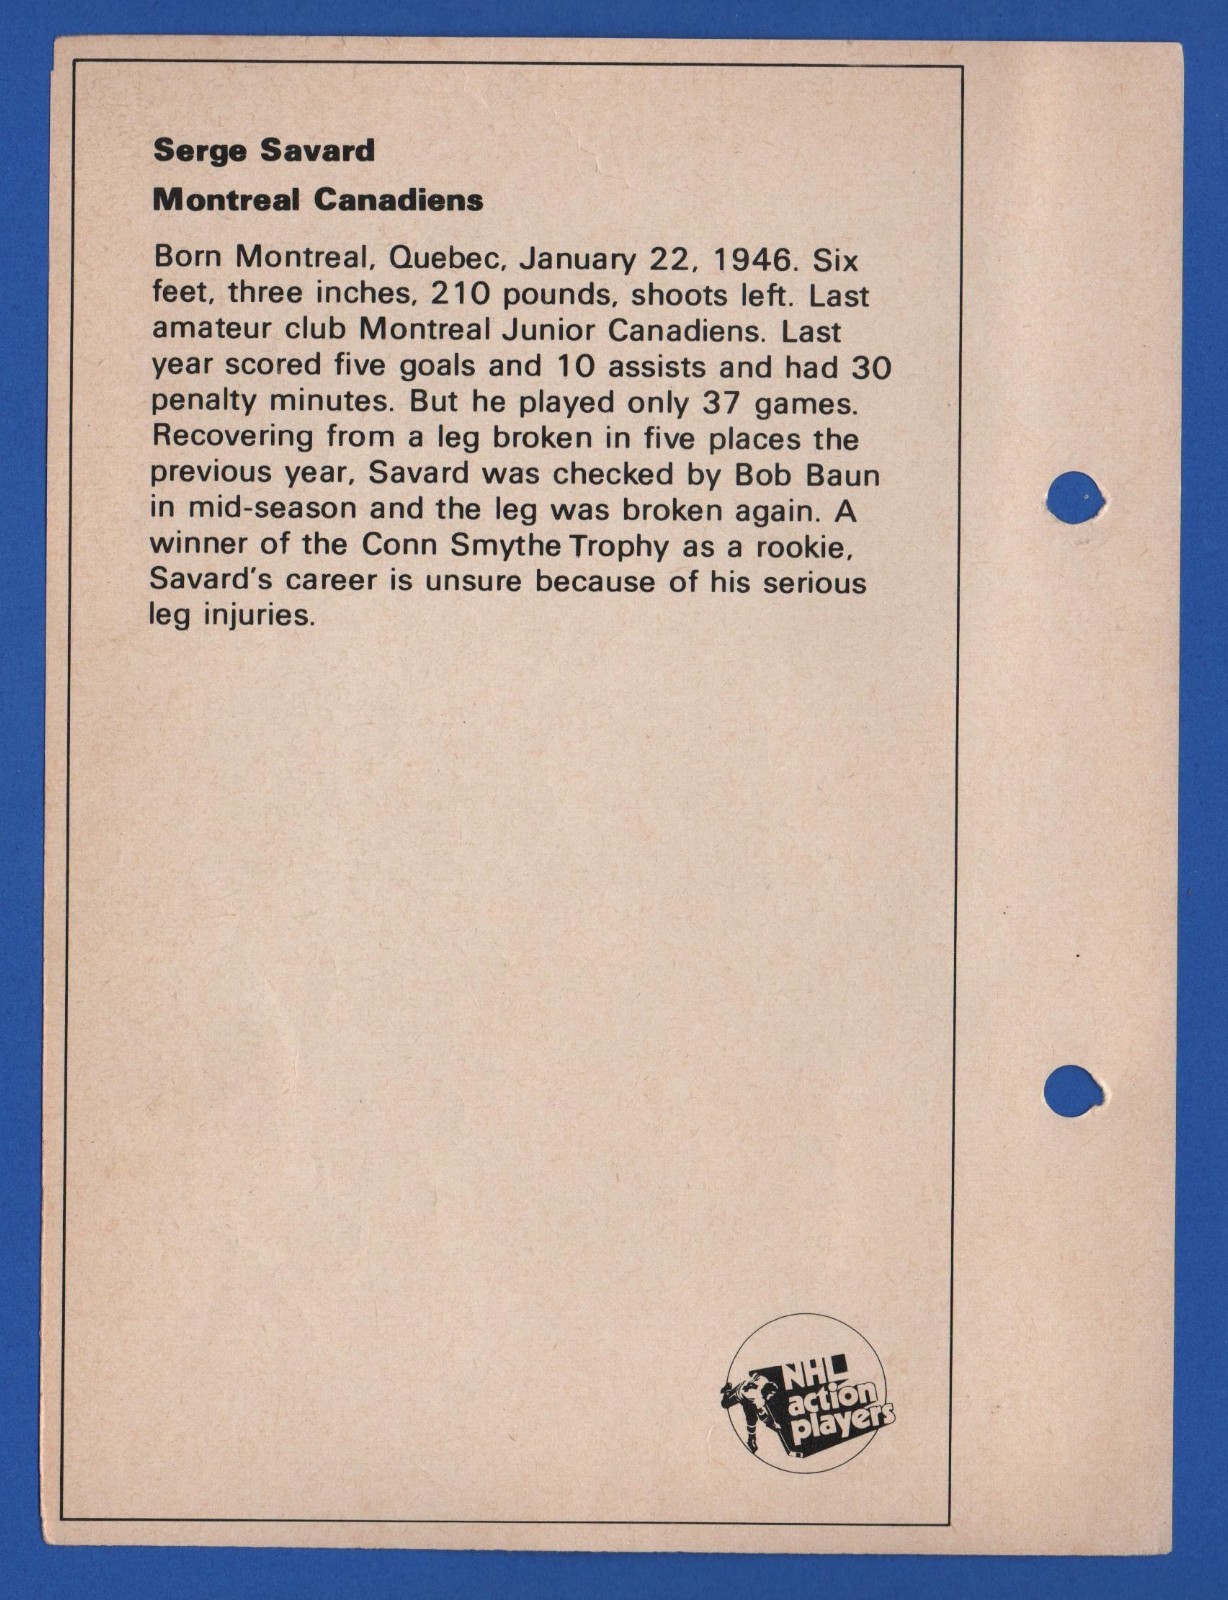 Serge Savard
Montreal Canadiens
Born Montreal, Quebec, January 22, 1946. Six
feet, three inches, 210 pounds, shoots left. Last
amateur club Montreal Junior Canadiens. Last
year scored five goals and 10 assists and had 30
penalty minutes. But he played only 37 games.
Recovering from a leg broken in five places the
previous year, Savard was checked by Bob Baun
in mid-season and the leg was broken again. A
winner of the Conn Smythe Trophy as a rookie,
Savard's career is unsure because of his serious
leg injuries.
NHL
action
players